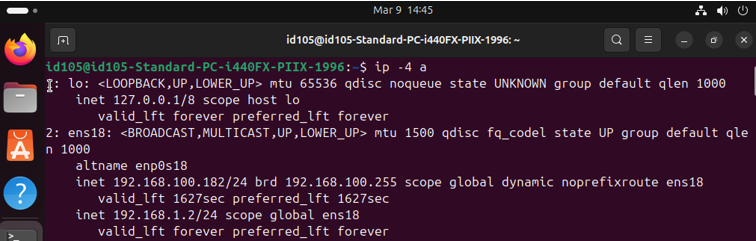 Mar 9 14:45
id105@id105-Standard-PC-i440FX-PIIX-1996: ~
id105@id105-Standard-PC-i440FX-PIIX-1996:~$ ip -4 a
1: lo: <LOOPBACK,UP,LOWER_UP> mtu 65536 qdisc noqueue state UNKNOWN group default qlen 1000
inet 127.0.0.1/8 scope host lo
valid_lft forever preferred_lft forever
2: ens18: <BROADCAST,MULTICAST,UP,LOWER_UP> mtu 1500 qdisc fq_codel state UP group default qle
n 1000
altname enp0s18
inet 192.168.100.182/24 brd 192.168.100.255 scope global dynamic noprefixroute ens18
valid_lft 1627sec preferred_lft 1627sec
inet 192.168.1.2/24 scope global ens18
valid_lft forever preferred_lft forever